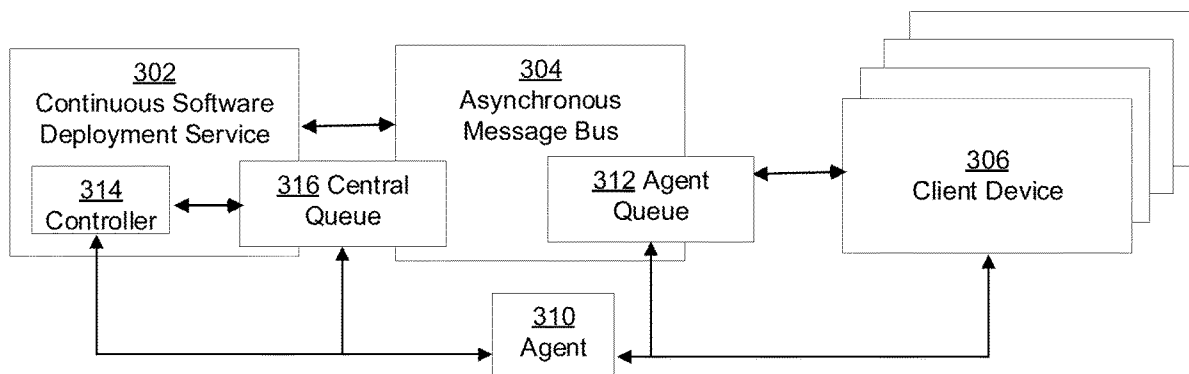 302
Continuous Software
Deployment Service
314
Controller
316 Central
Queue
304
Asynchronous
Message Bus
312 Agent
Queue
306
Client Device
310
Agent